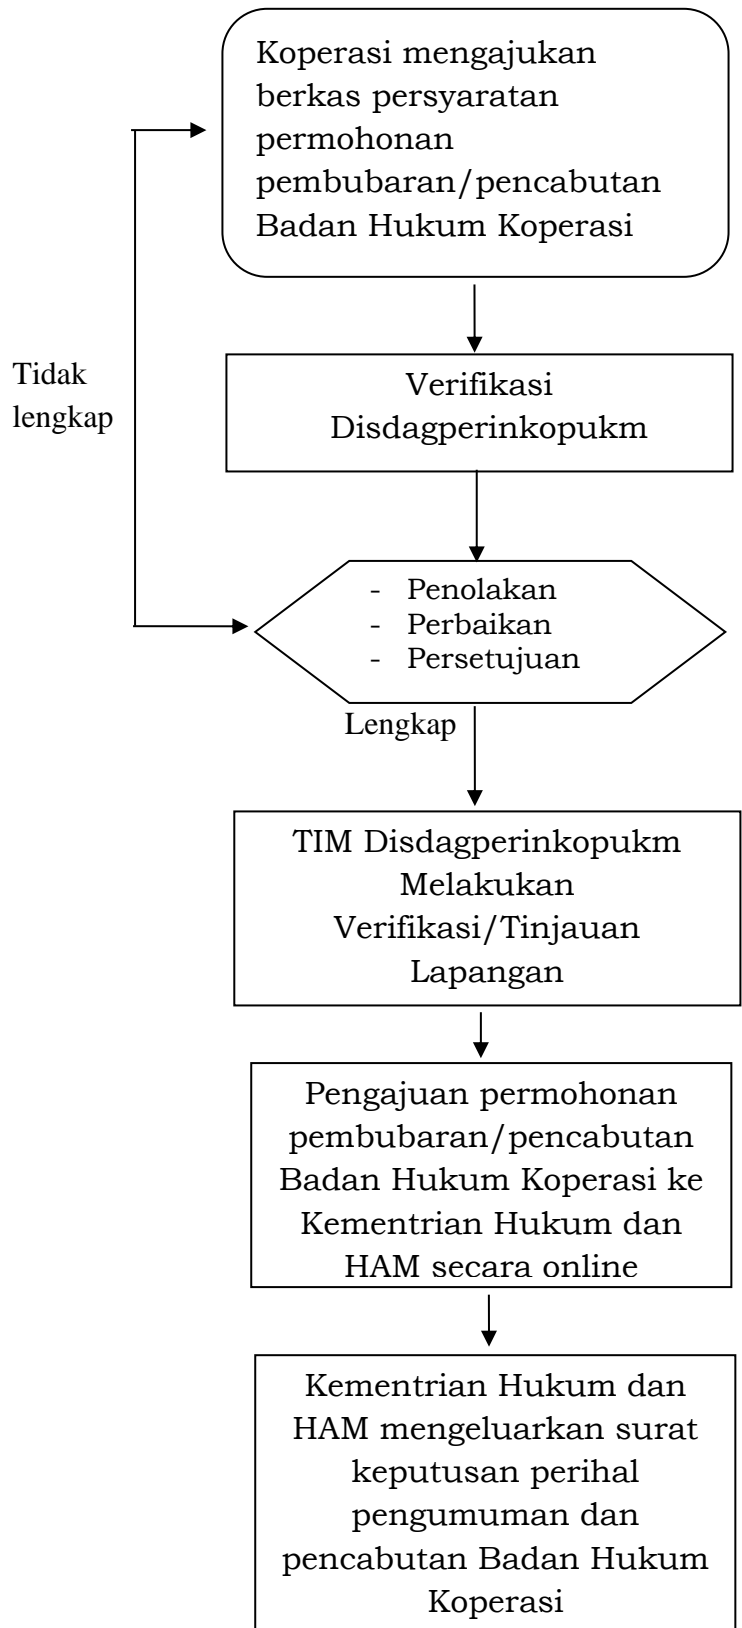 Koperasi mengajukan
berkas persyaratan
permohonan
pembubaran/pencabutan
Badan Hukum Koperasi
Tidak
lengkap
Verifikasi
Disdagperinkopukm
- Penolakan
- Perbaikan
- Persetujuan
Lengkap
TIM Disdagperinkopukm
Melakukan
Verifikasi/Tinjauan
Lapangan
Pengajuan permohonan
pembubaran/pencabutan
Badan Hukum Koperasi ke
Kementrian Hukum dan
HAM secara online
Kementrian Hukum dan
HAM mengeluarkan surat
keputusan perihal
pengumuman dan
pencabutan Badan Hukum
Koperasi